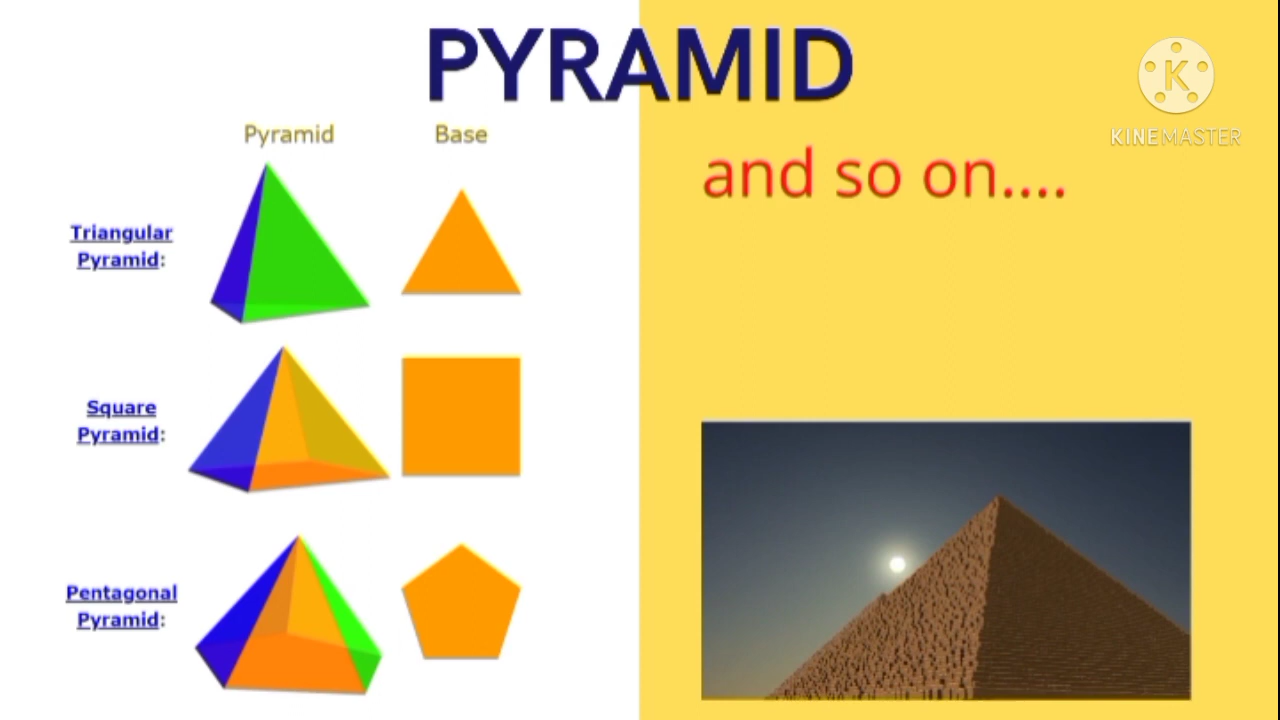 PYRAMID
Pyramid Base
Triangular
Pyramid:
Square
Pyramid:
Pentagonal
Pyramid:
and so on....
K
KINEMASTER